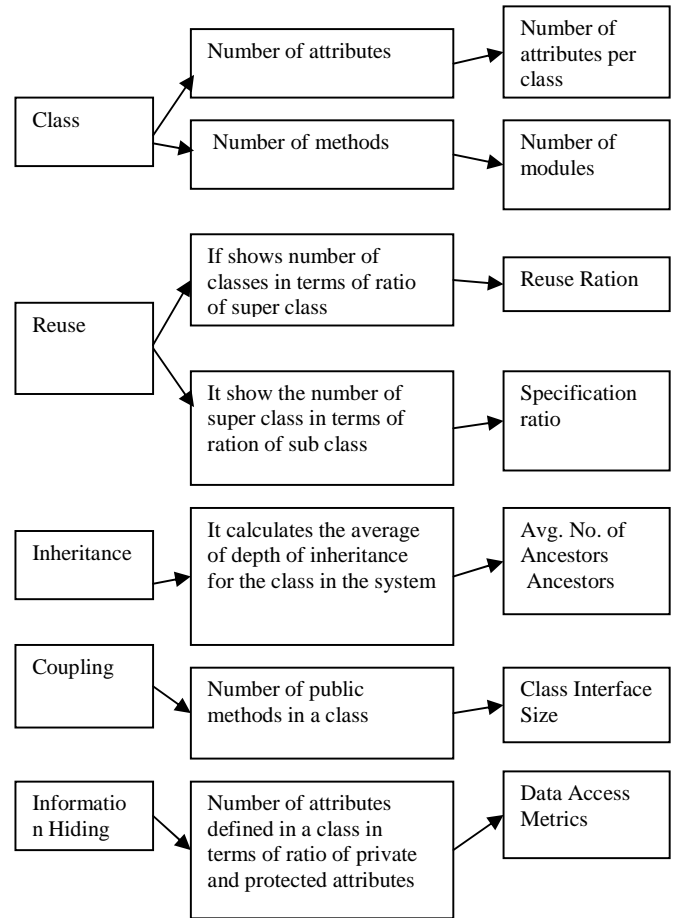 Number of attributes
Number of
attributes per
class
Class
Number of methods
Number of
modules
If shows number of
classes in terms of ratio
of super class
Reuse Ration
Reuse
It show the number of
super class in terms of
ration of sub class
Specification
ratio
Inheritance
It calculates the average
of depth of inheritance
for the class in the system
Avg. No. of
Ancestors
Ancestors
Coupling
Number of public
methods in a class
Class Interface
Size
Informatio
n Hiding
Number of attributes
defined in a class in
terms of ratio of private
and protected attributes
Data Access
Metrics